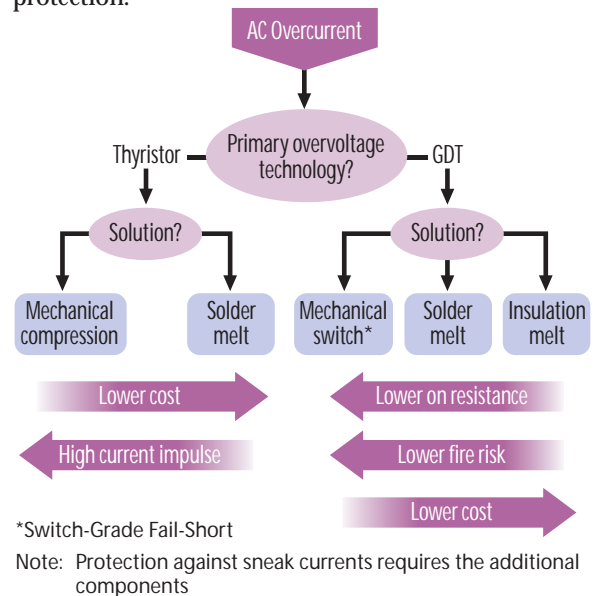 protection.
AC Overcurrent
Primary overvoltage
technology?
Thyristor
GDT
Solution?
Solution?
Mechanical
compression
Solder
melt
Mechanical
switch*
Solder
melt
Insulation
melt
Lower cost
Lower on resistance
High current impulse
Lower fire risk
Lower cost
*Switch-Grade Fail-Short
Note: Protection against sneak currents requires the additional
components